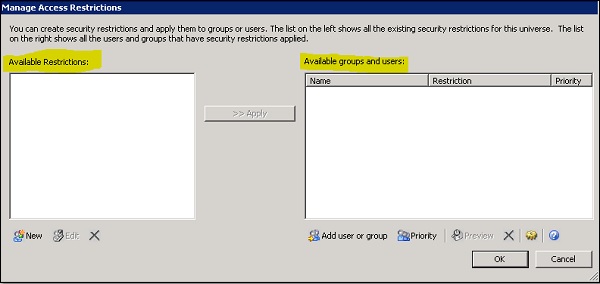 Manage Access Restrictions
You can create security restrictions and apply them to groups or users. The list on the left shows all the existing security restrictions for this universe. The list
on the right shows all the users and groups that have security restrictions applied.
Available Restrictions:
Available groups and users:
Name Restriction Priority
>> Apply
New Edit
Add user or group Priority Preview
OK Cancel